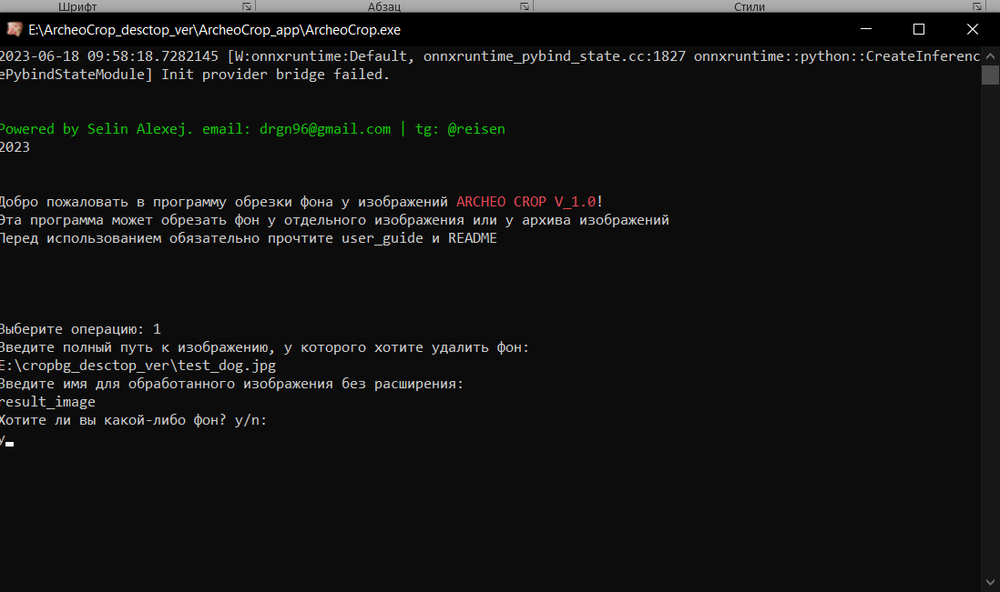 Шрифт Абзац Стили
E:\ArcheoCrop_desctop_ver\ArcheoCrop_app\ArcheoCrop.exe
2023-06-18 09:58:18.7282145 [W:onnxruntime:Default, onnxruntime_pybind_state.cc:1827 onnxruntime::python::CreateInferenc
ePybindStateModule] Init provider bridge failed.
Powered by Selin Alexej. email: drgn96@gmail.com | tg: @reisen
2023
Добро пожаловать в программу обрезки фона у изображений ARCHEO CROP V_1.0!
Эта программа может обрезать фон у отдельного изображения или у архива изображений
Перед использованием обязательно прочтите user_guide и README
Выберите операцию: 1
Введите полный путь к изображению, у которого хотите удалить фон:
E:\cropbg_desctop_ver\test_dog.jpg
Введите имя для обработанного изображения без расширения:
result_image
Хотите ли вы какой-либо фон? y/n:
y